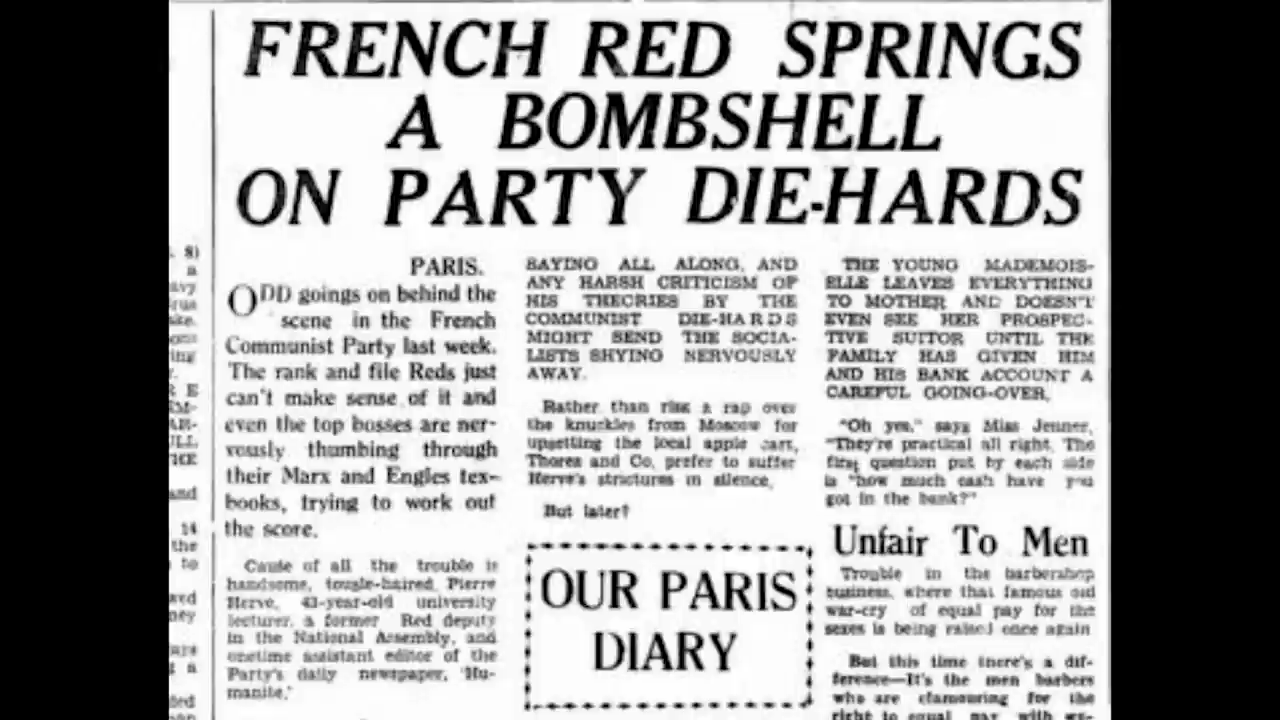 FRENCH RED SPRINGS
A BOMBSHELL
ON PARTY DIE-HARDS
PARIS.
ODD goings on behind the
scene in the French
Communist Party last week.
The rank and file Reds just
can't make sense of it and
even the top bosses are ner-
vously thumbing through
their Marx and Engles tex-
books, trying to work out
the score.
Cause of all the trouble is
handsome, tousle-haired, Pierre
Herve, 43-year-old university
lecturer, a former Red deputy
in the National Assembly, and
onetime assistant editor of the
Party's daily newspaper, 'Hu-
manite.'
SAYING ALL ALONG, AND
ANY HARSH CRITICISM OF
HIS THEORIES BY THE
COMMUNIST DIE-HARDS
MIGHT SEND THE SOCIA-
LISTS SHYING NERVOUSLY
AWAY.
Rather than risk a rap over
the knuckles from Moscow for
upsetting the local apple cart,
Thorez and Co. prefer to suffer
Herve's strictures in silence.
But later?
OUR PARIS
DIARY
THE YOUNG MADEMOIS-
ELLE LEAVES EVERYTHING
TO MOTHER AND DOESN'T
EVEN SEE HER PROSPEC-
TIVE SUITOR UNTIL THE
FAMILY HAS GIVEN HIM
AND HIS BANK ACCOUNT A
CAREFUL GOING-OVER.
"Oh yes," says Miss Jenner,
"They're practical all right. The
first question put by each side
is "how much cash have you
got in the bank?"
Unfair To Men
Trouble in the barbershop
business, where that famous old
war-cry of equal pay for the
sexes is being raised once again
But this time there's a dif-
ference—It's the men barbers
who are clamouring for the
right to equal pay with